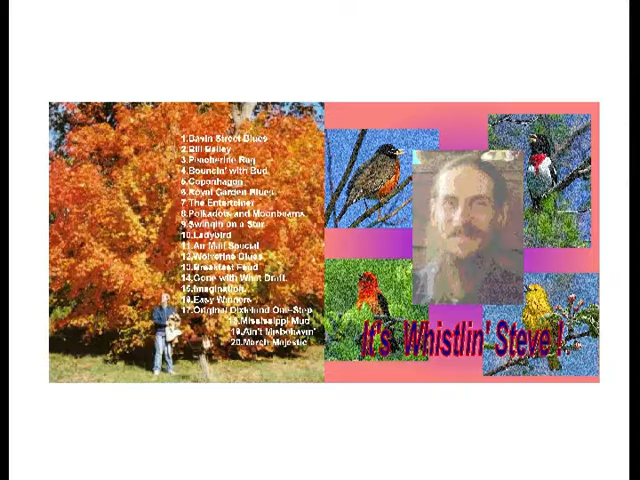 1.Basin Street Blues
2.Bill Bailey
3.Peacherine Rag
4.Bouncin' with Bud
5.Copenhagen
6.Royal Garden Blues
7.The Entertainer
8.Polkadots and Moonbeams
9.Swingin on a Star
10.Ladybird
11.Air Mail Special
12.Wolverine Blues
13.Breakfast Feud
14.Gone with What Draft
15.Imagination
16.Easy Winners
17.Original Dixieland One-Step
18.Mississippi Mud
19.Ain't Misbehavin'
20.March Majestic
It's Whistlin' Steve !